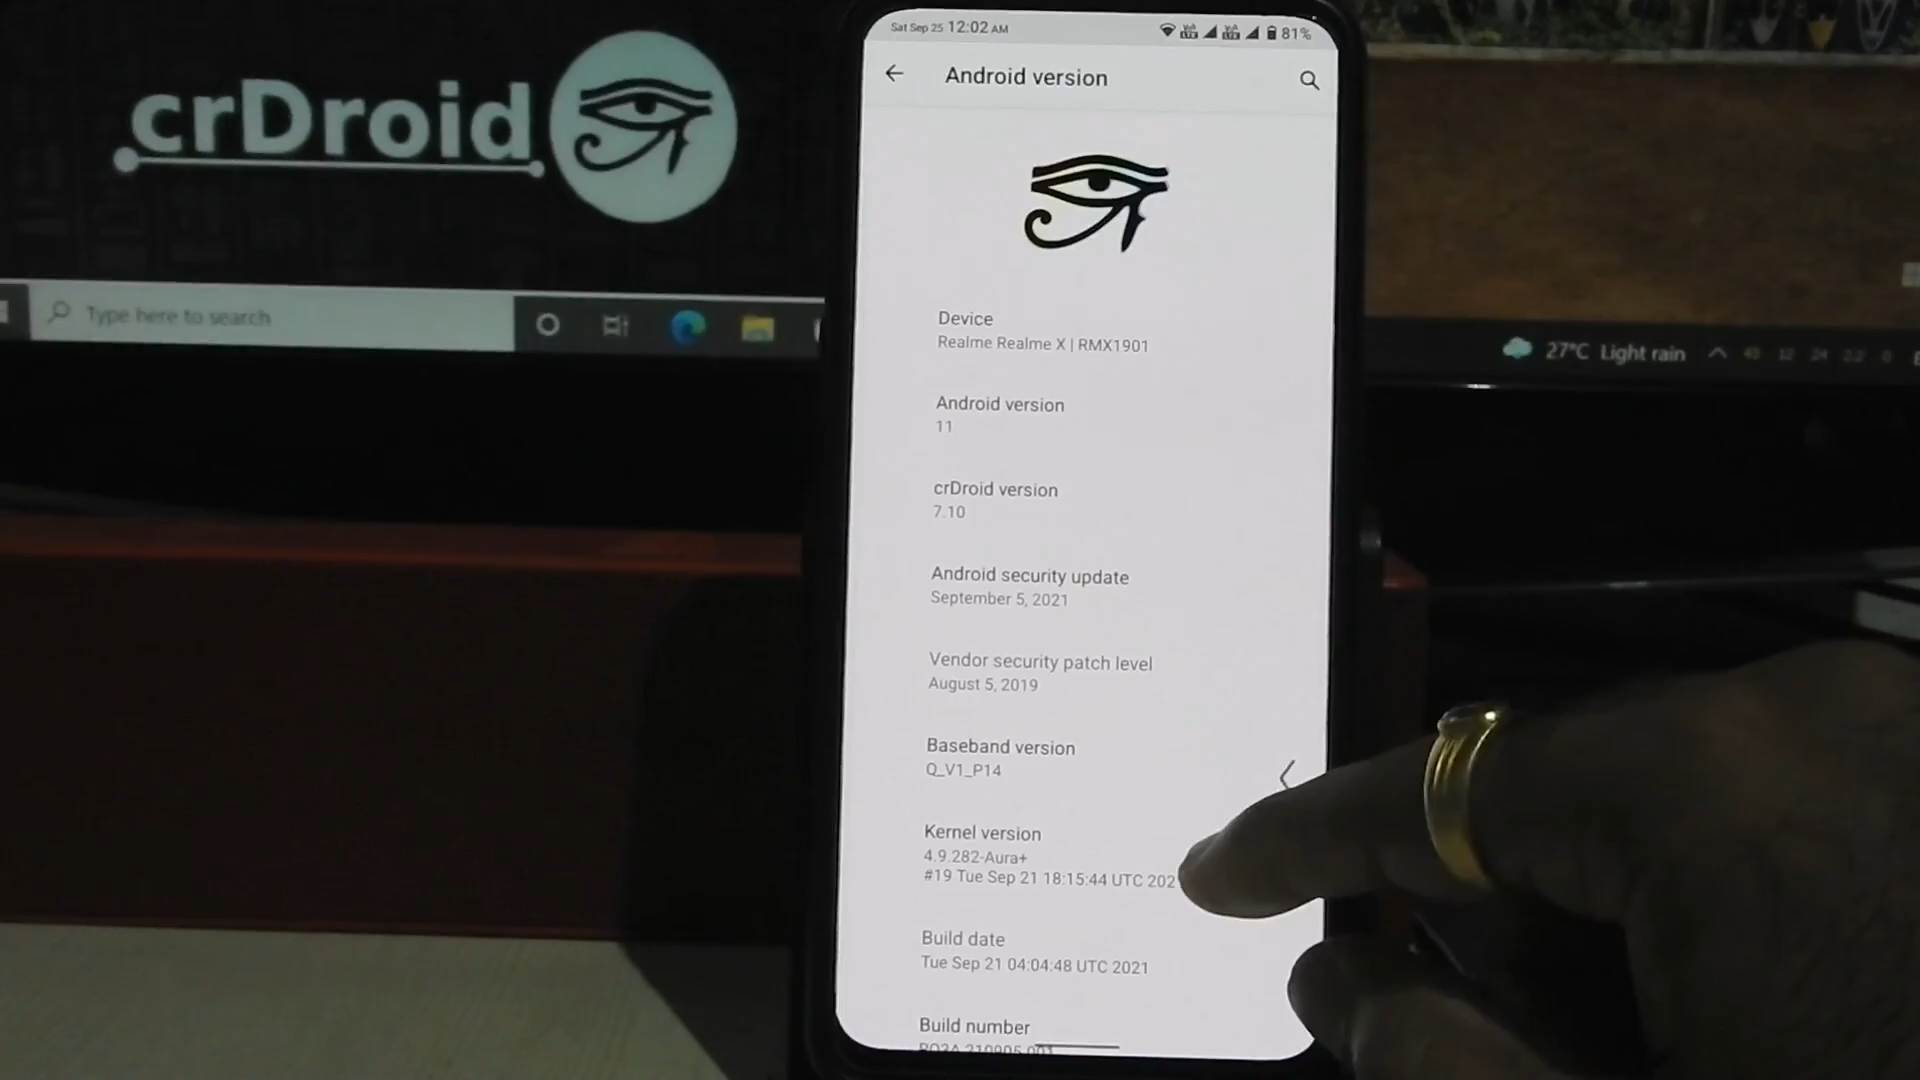 crDroid
Type here to search
27°C Light rain
Sat Sep 25 12:02 AM
81%
Android version
Device
Realme Realme X | RMX1901
Android version
11
crDroid version
7.10
Android security update
September 5, 2021
Vendor security patch level
August 5, 2019
Baseband version
Q_V1_P14
Kernel version
4.9.282-Aura+
#19 Tue Sep 21 18:15:44 UTC 202
Build date
Tue Sep 21 04:04:48 UTC 2021
Build number